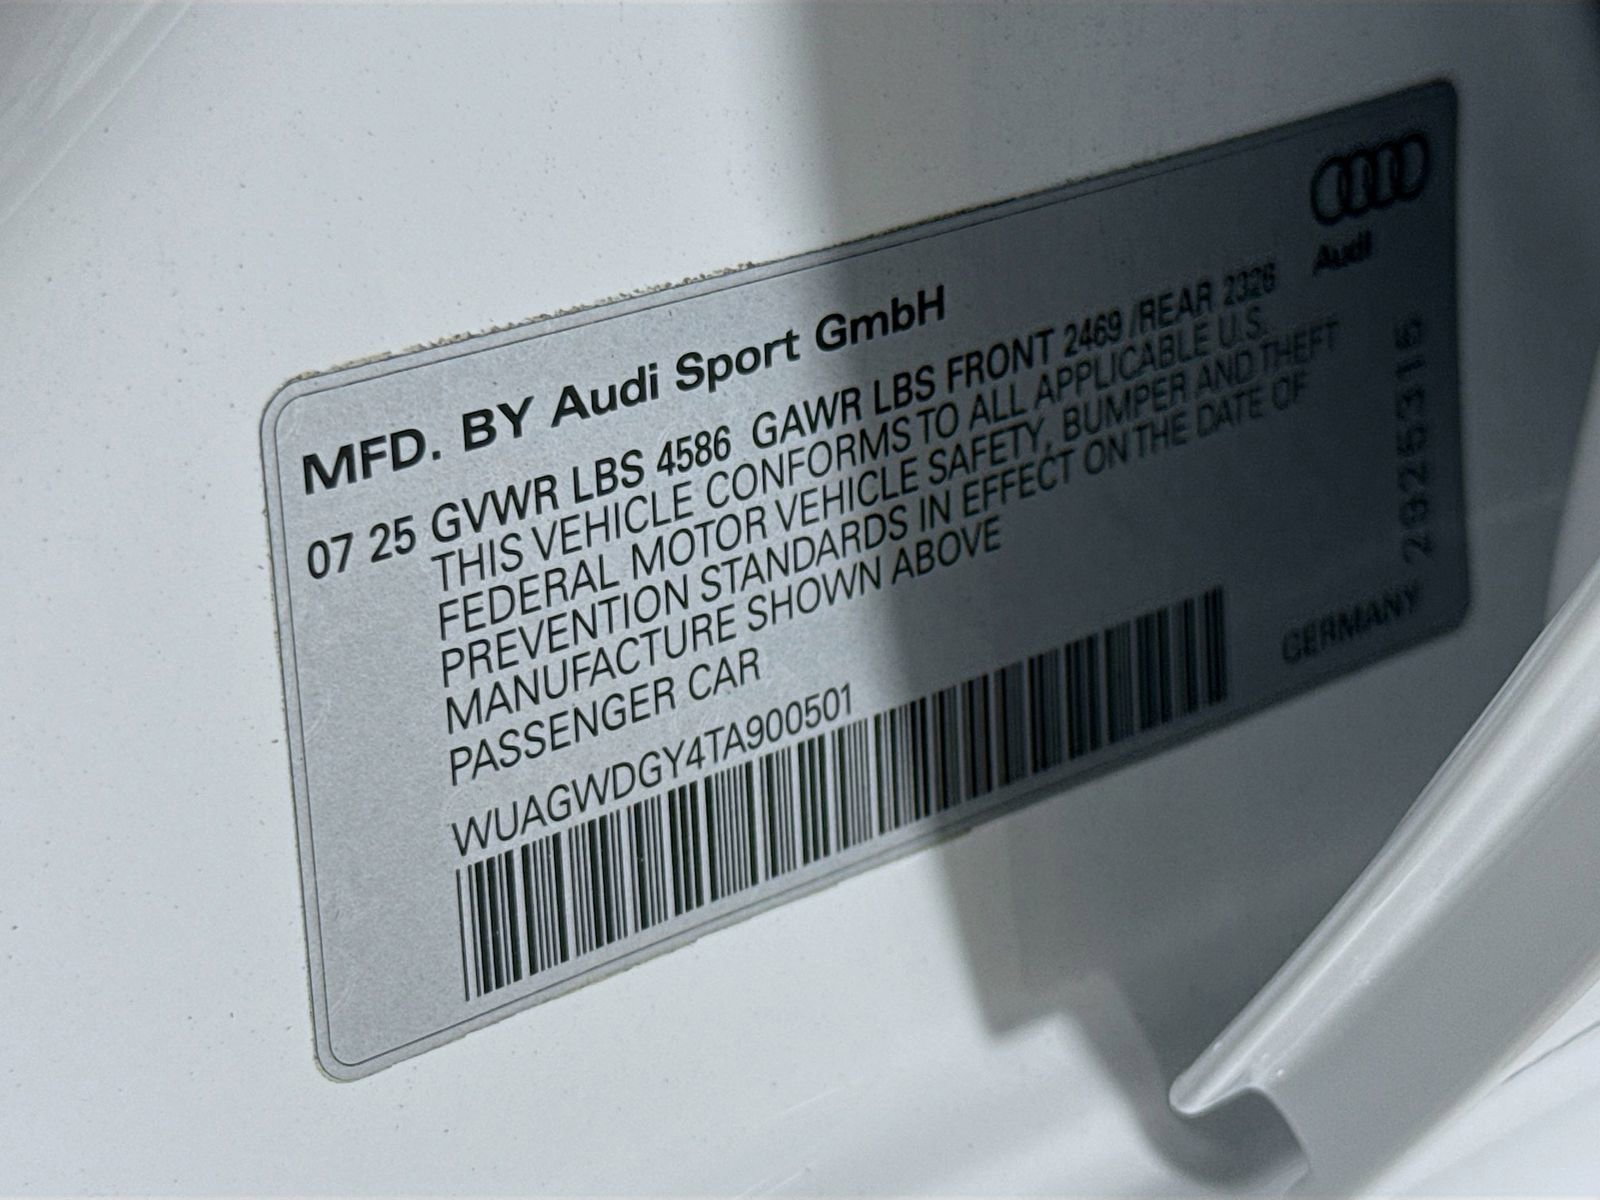 Audi
MFD. BY Audi Sport GmbH
07 25 GVWR LBS 4586 GAWR LBS FRONT 2469 /REAR 2326
THIS VEHICLE CONFORMS TO ALL APPLICABLE U.S.
FEDERAL MOTOR VEHICLE SAFETY, BUMPER AND THEFT
PREVENTION STANDARDS IN EFFECT ON THE DATE OF
MANUFACTURE SHOWN ABOVE
PASSENGER CAR
WUAGWDGY4TA900501
GERMANY